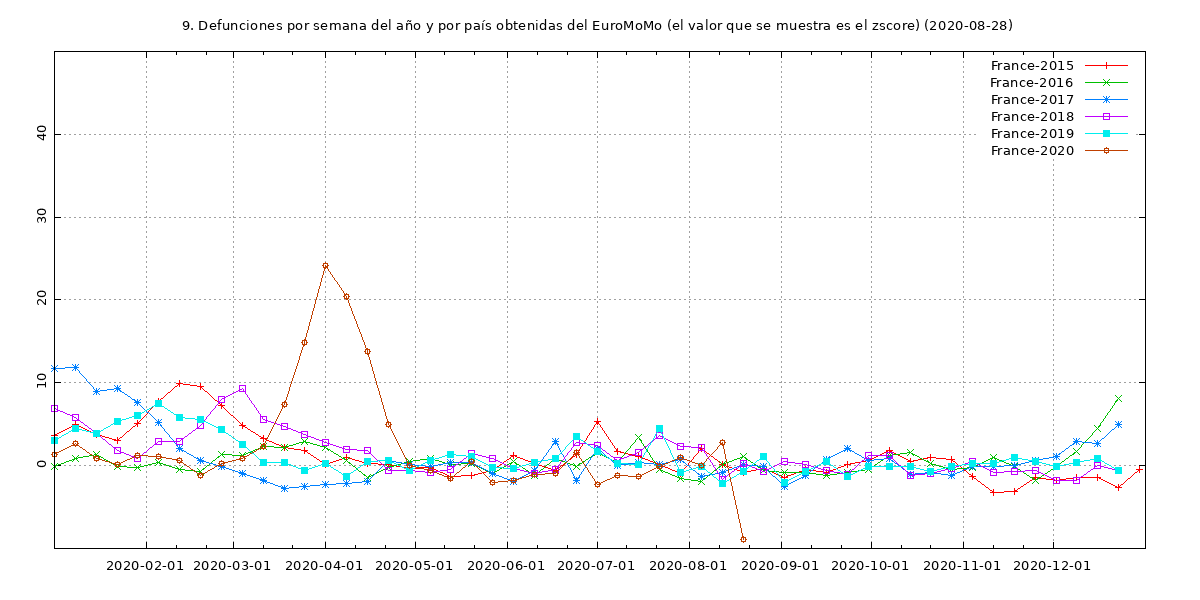 9. Defunciones por semana del año y por país obtenidas del EuroMoMo (el valor que se muestra es el zscore) (2020-08-28)
France-2015
France-2016
France-2017
France-2018
France-2019
France-2020
40
30
20
10
0
2020-02-01 2020-03-01 2020-04-01 2020-05-01 2020-06-01 2020-07-01 2020-08-01 2020-09-01 2020-10-01 2020-11-01 2020-12-01